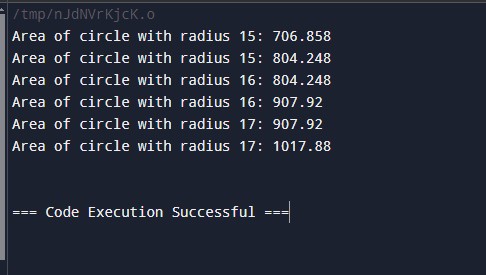 /tmp/nJdNVrKjcK.o
Area of circle with radius 15: 706.858
Area of circle with radius 15: 804.248
Area of circle with radius 16: 804.248
Area of circle with radius 16: 907.92
Area of circle with radius 17: 907.92
Area of circle with radius 17: 1017.88
=== Code Execution Successful ===